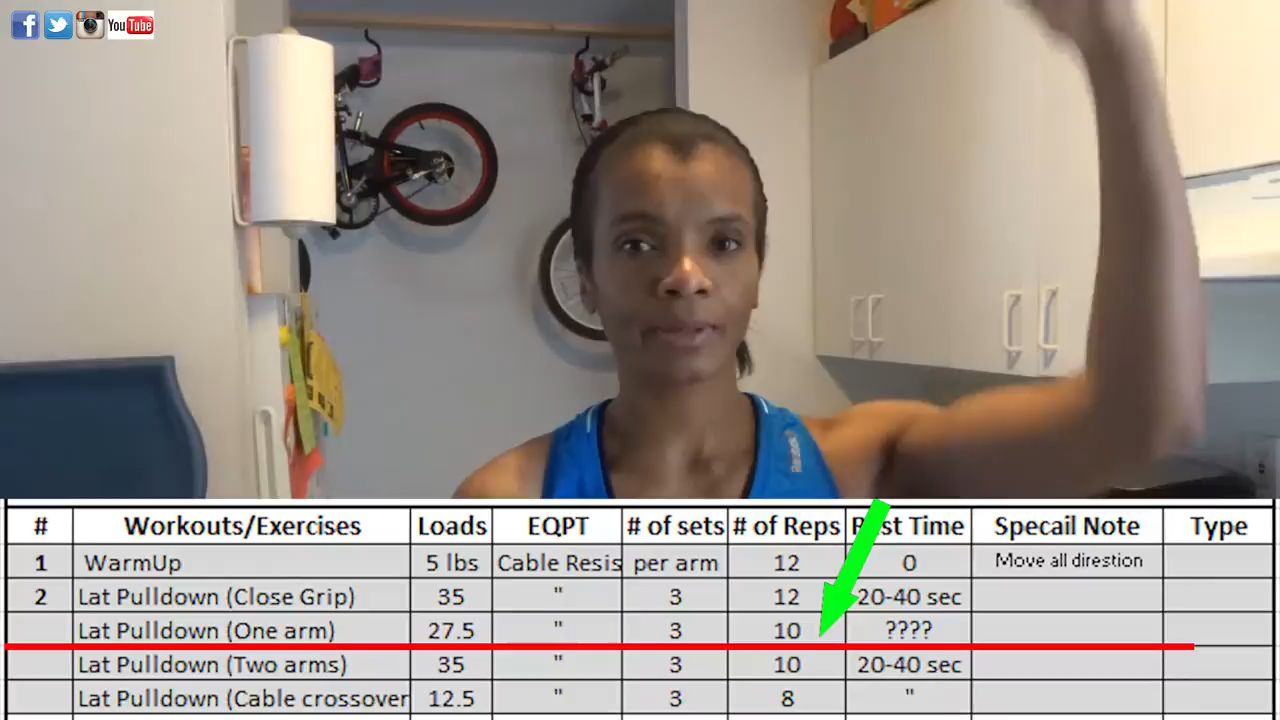 f You Tube
Reebok
# Workouts/Exercises Loads EQPT # of sets # of Reps Time Specail Note Type
1 WarmUp 5 lbs Cable Resis per arm 12 0 Move all direstion
2 Lat Pulldown (Close Grip) 35 " 3 12 20-40 sec
Lat Pulldown (One arm) 27.5 " 3 10 ????
Lat Pulldown (Two arms) 35 " 3 10 20-40 sec
Lat Pulldown (Cable crossover 12.5 " 3 8 "